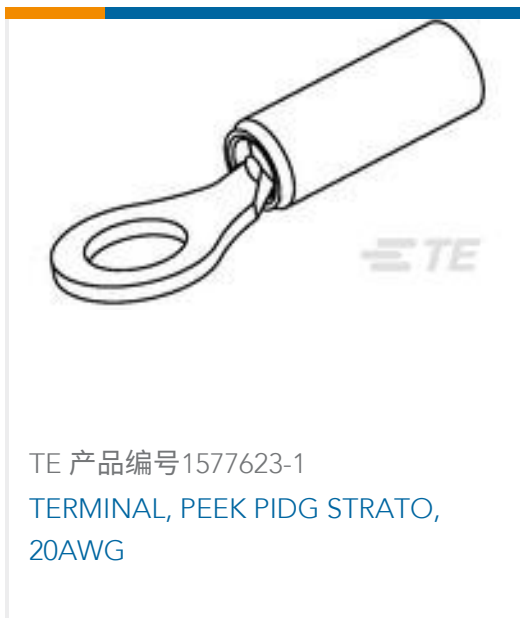 TE
TE 产品编号1577623-1
TERMINAL, PEEK PIDG STRATO,
20AWG